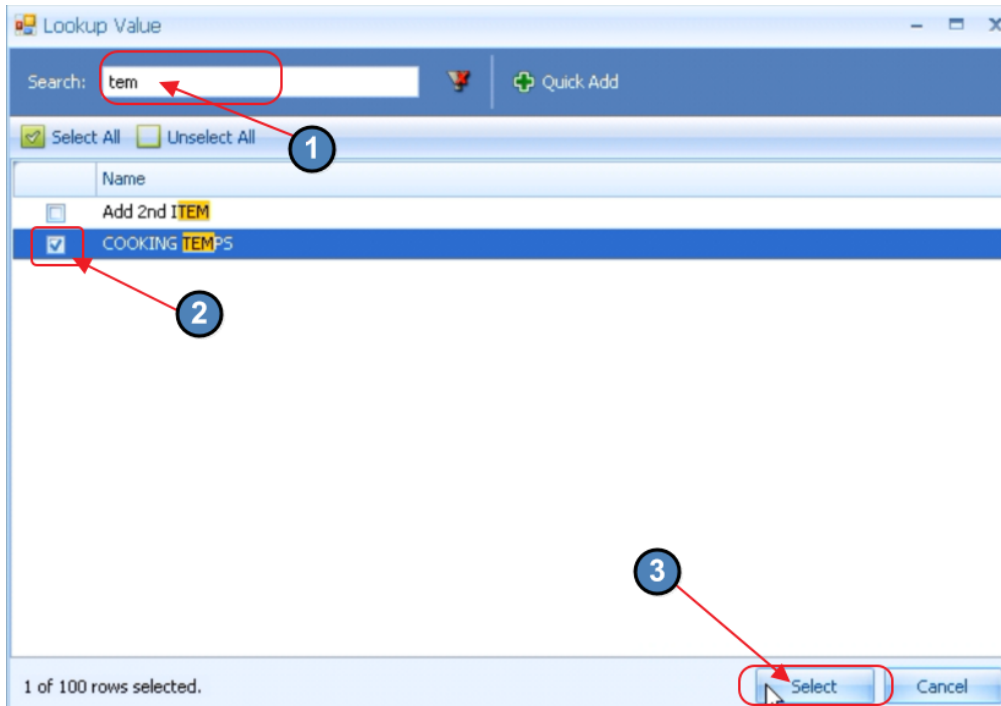 Lookup Value
Search: tem Quick Add
Select All Unselect All
1
Name
Add 2nd ITEM
COOKING TEMPS
2
3
1 of 100 rows selected. Select Cancel